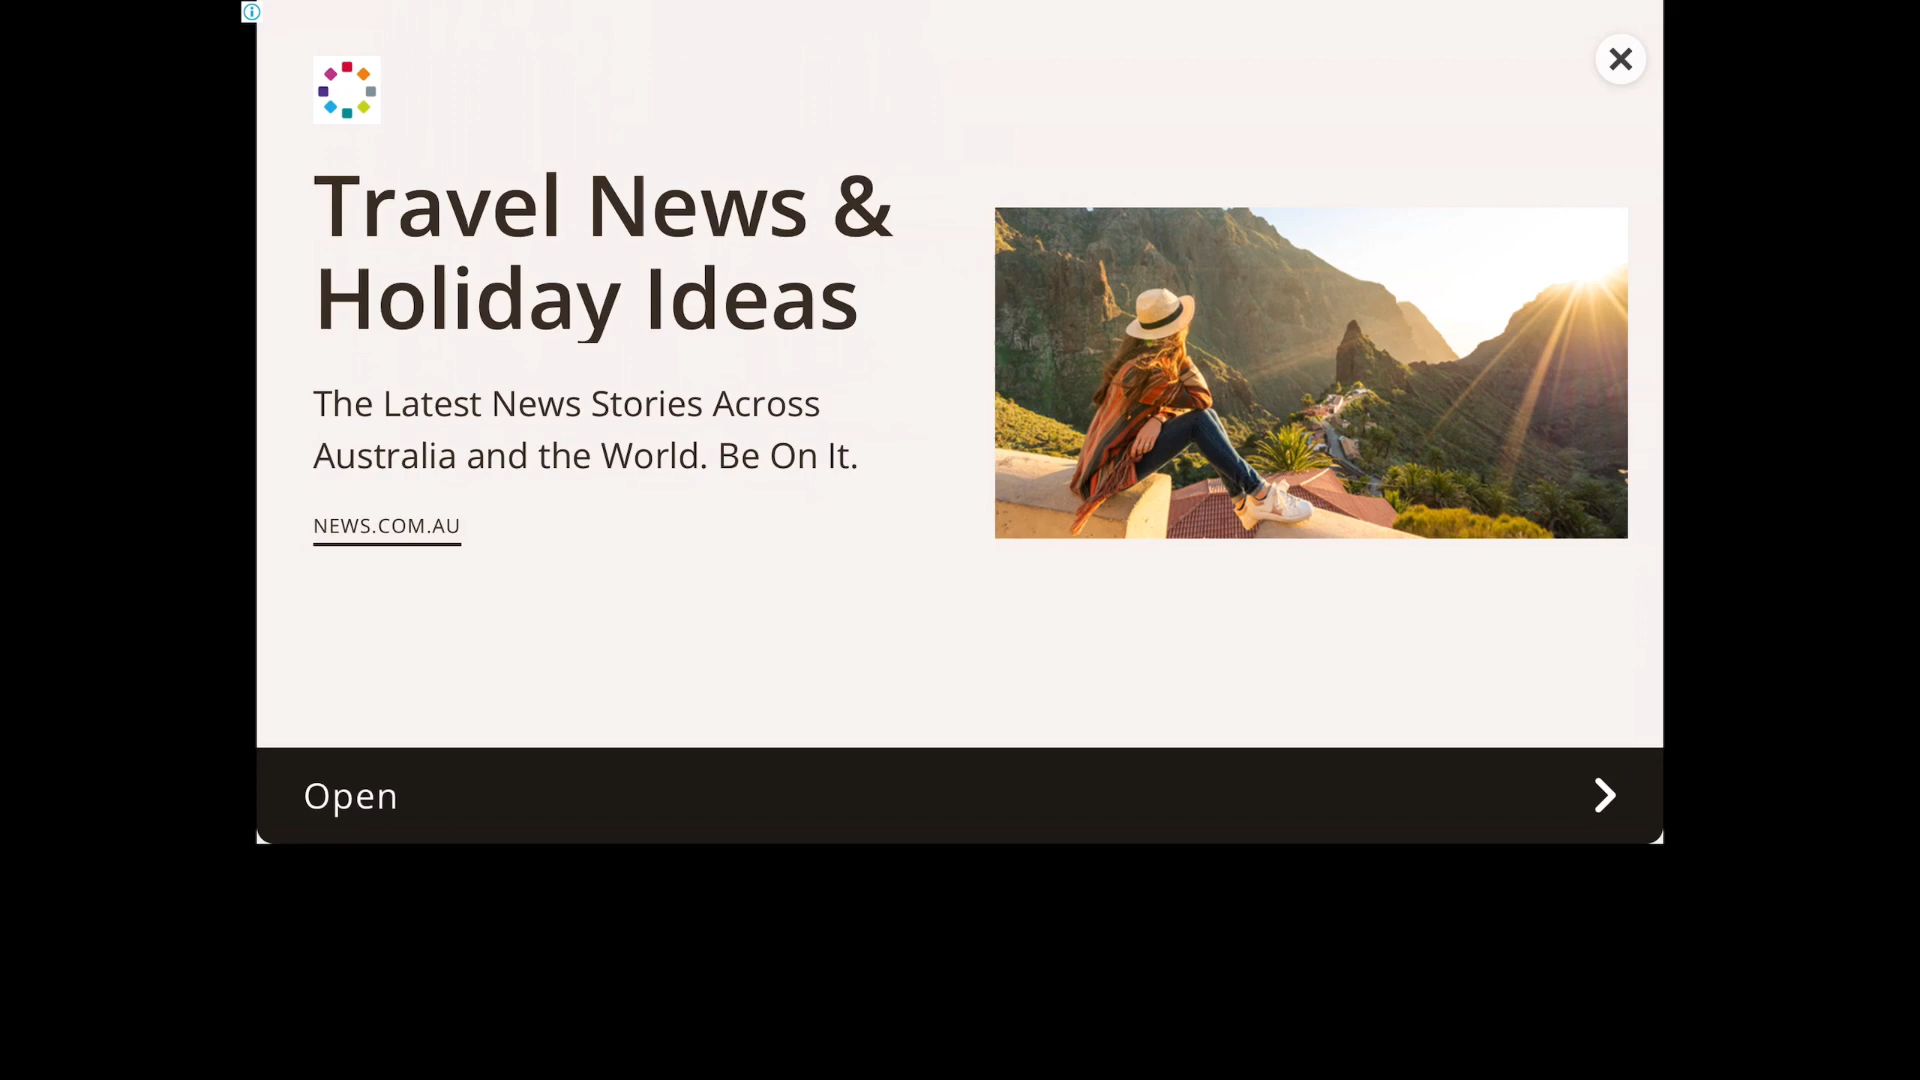 Travel News &
Holiday Ideas
The Latest News Stories Across
Australia and the World. Be On It.
NEWS.COM.AU
Open